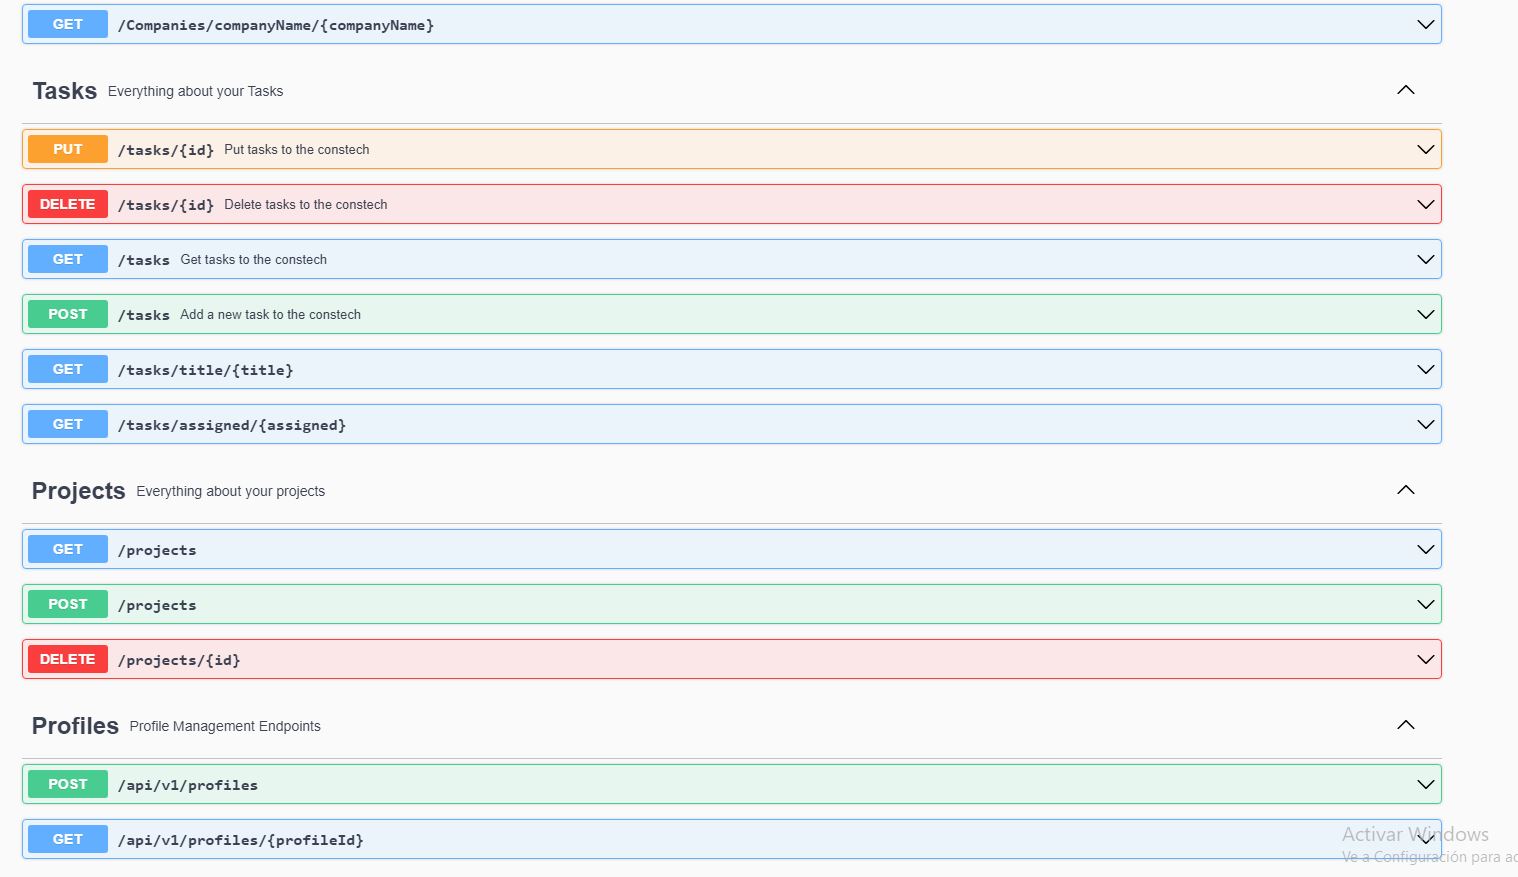 GET /Companies/companyName/{companyName}
Tasks Everything about your Tasks
PUT /tasks/{id} Put tasks to the constech
DELETE /tasks/{id} Delete tasks to the constech
GET /tasks Get tasks to the constech
POST /tasks Add a new task to the constech
GET /tasks/title/{title}
GET /tasks/assigned/{assigned}
Projects Everything about your projects
GET /projects
POST /projects
DELETE /projects/{id}
Profiles Profile Management Endpoints
POST /api/v1/profiles
GET /api/v1/profiles/{profileId}
Activar Windows
Ve a Configuración para ac